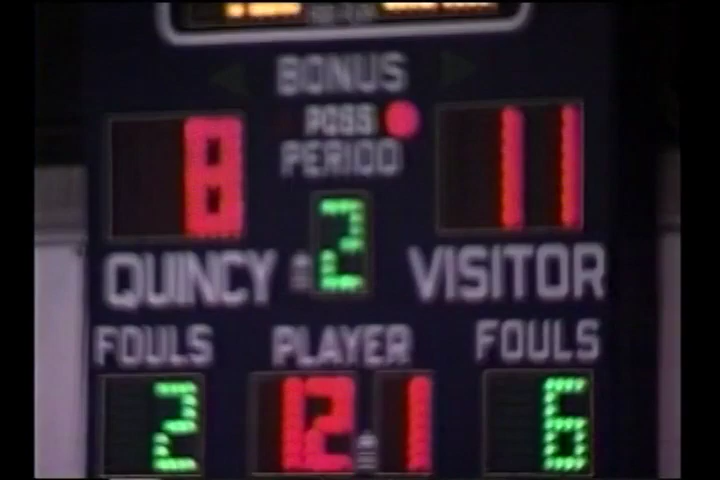 BONUS
POSS
8 PERIOD 11
2
QUINCY VISITOR
FOULS PLAYER FOULS
2 12 1 6